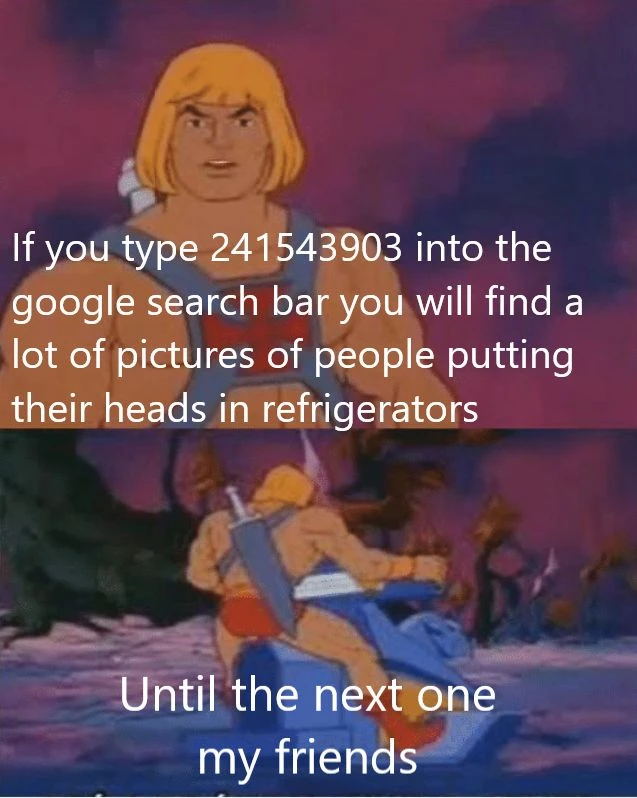 If you type 241543903 into the
google search bar you will find a
lot of pictures of people putting
their heads in refrigerators
Until the next one
my friends